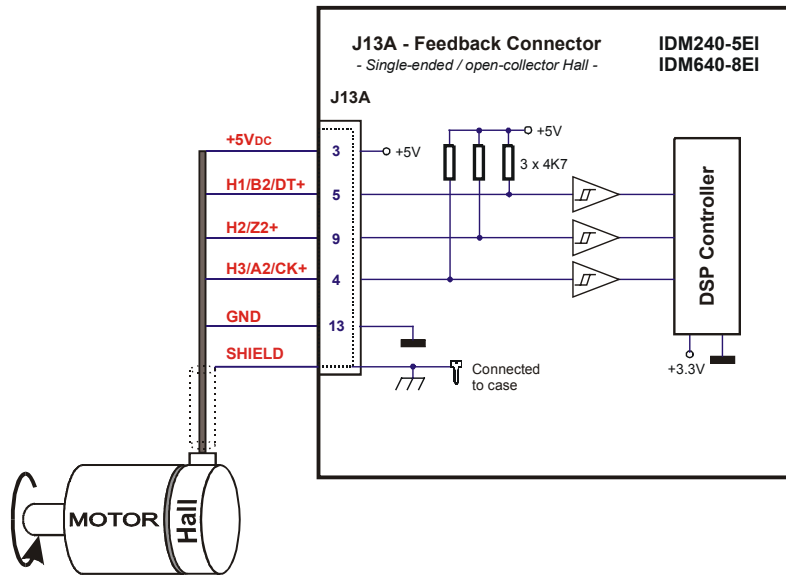 J13A - Feedback Connector
- Single-ended / open-collector Hall -
IDM240-5EI
IDM640-8EI
J13A
+5VDC
3
+5V
+5V
3 x 4K7
H1/B2/DT+
5
H2/Z2+
9
H3/A2/CK+
4
GND
13
SHIELD
Connected
to case
DSP Controller
+3.3V
MOTOR
Hall